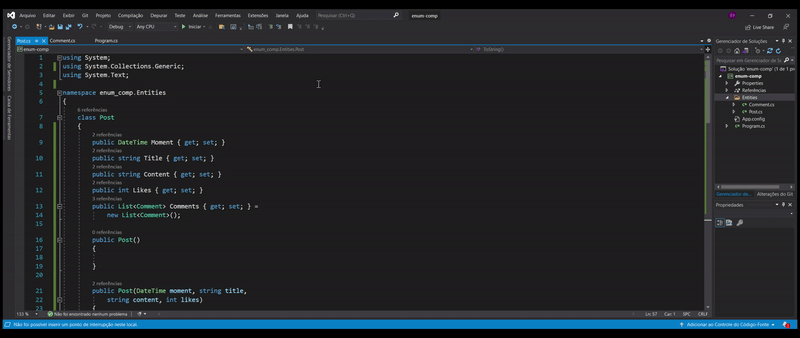 Arquivo Editar Exibir Git Projeto Compilação Depurar Teste Analisar Ferramentas Extensões Janela Ajuda Pesquisar (Ctrl+Q) enum-comp
Debug Any CPU Iniciar Live Share
Post.cs Comment.cs Program.cs
enum-comp enum_comp.Entities.Post ToString()
Gerenciador de Servidores
Caixa de Ferramentas
1 using System;
2 using System.Collections.Generic;
3 using System.Text;
4
5 namespace enum_comp.Entities
6 {
6 referências
7 class Post
8 {
2 referências
9 public DateTime Moment { get; set; }
2 referências
10 public string Title { get; set; }
2 referências
11 public string Content { get; set; }
2 referências
12 public int Likes { get; set; }
3 referências
13 public List<Comment> Comments { get; set; } =
14 new List<Comment>();
15
0 referências
16 public Post()
17 {
18
19 }
20
2 referências
21 public Post(DateTime moment, string title,
22 string content, int likes)
23 {
133 % Não foi encontrado nenhum problema Ln: 57 Car: 1 SPC CRLF
Gerenciador de Soluções
Pesquisar em Gerenciador de So
Solução "enum-comp" (1 de 1 p
enum-comp
Properties
Referências
Entities
Comment.cs
Post.cs
App.config
Program.cs
Gerenciador de... Alterações do Git
Propriedades
Não foi possível inserir um ponto de interrupção neste local. Adicionar ao Controle do Código-Fonte